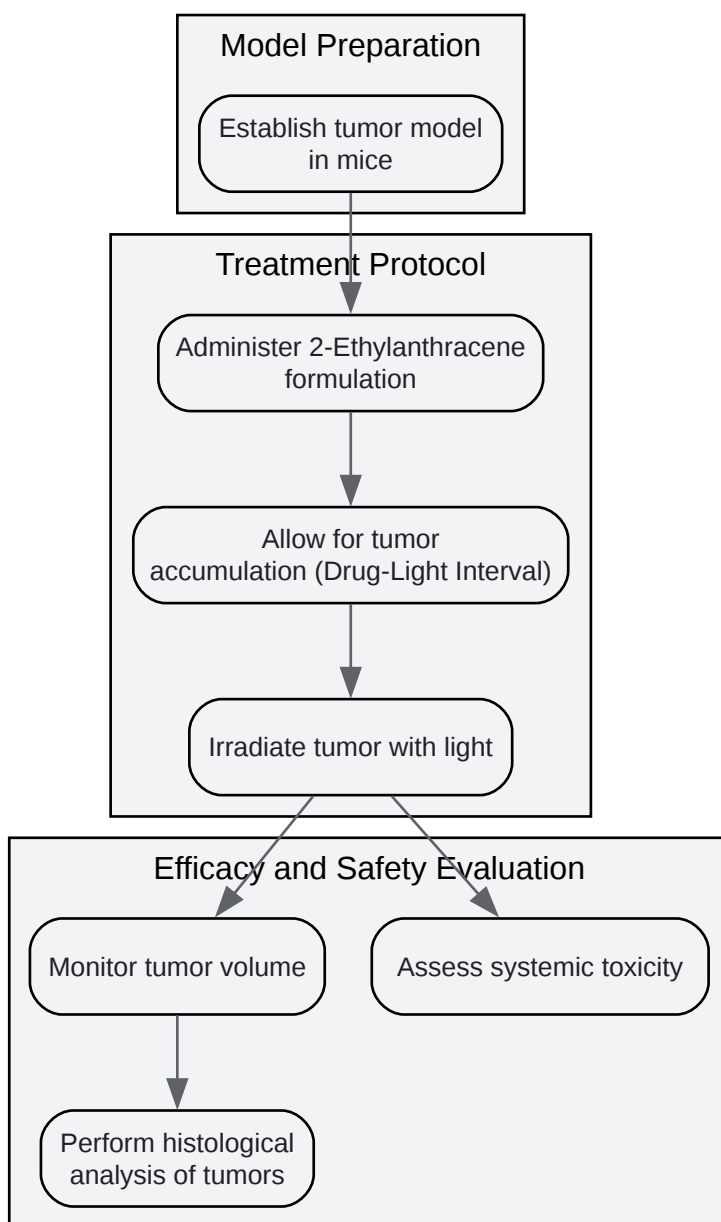 Model Preparation
Establish tumor model
in mice
Treatment Protocol
Administer 2-Ethylanthracene
formulation
Allow for tumor
accumulation (Drug-Light Interval)
Irradiate tumor with light
Efficacy and Safety Evaluation
Monitor tumor volume
Assess systemic toxicity
Perform histological
analysis of tumors